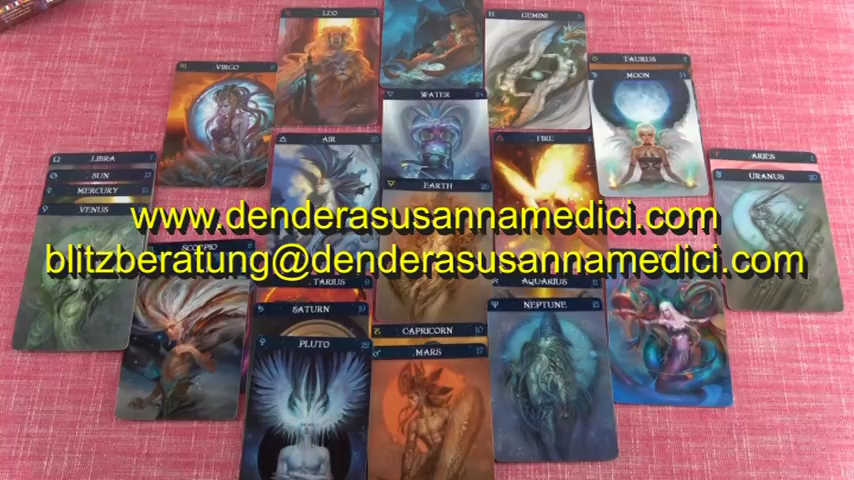 LEO
GEMINI
VIRGO
TAURUS
MOON
WATER
AIR
FIRE
LIBRA
SUN
MERCURY
VENUS
ARIES
URANUS
EARTH
www.denderasusannamedici.com
SCORPIO
blitzberatung@denderasusannamedici.com
TARIUS
AQUARIUS
SATURN
NEPTUNE
CAPRICORN
PLUTO
MARS